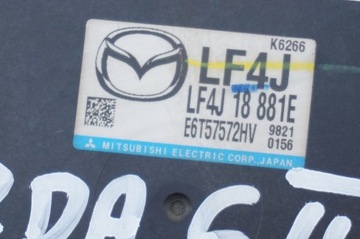 K6266
LF4J
LF4J 18 881E
E6T57572HV 9821
0156
MITSUBISHI ELECTRIC CORP., JAPAN